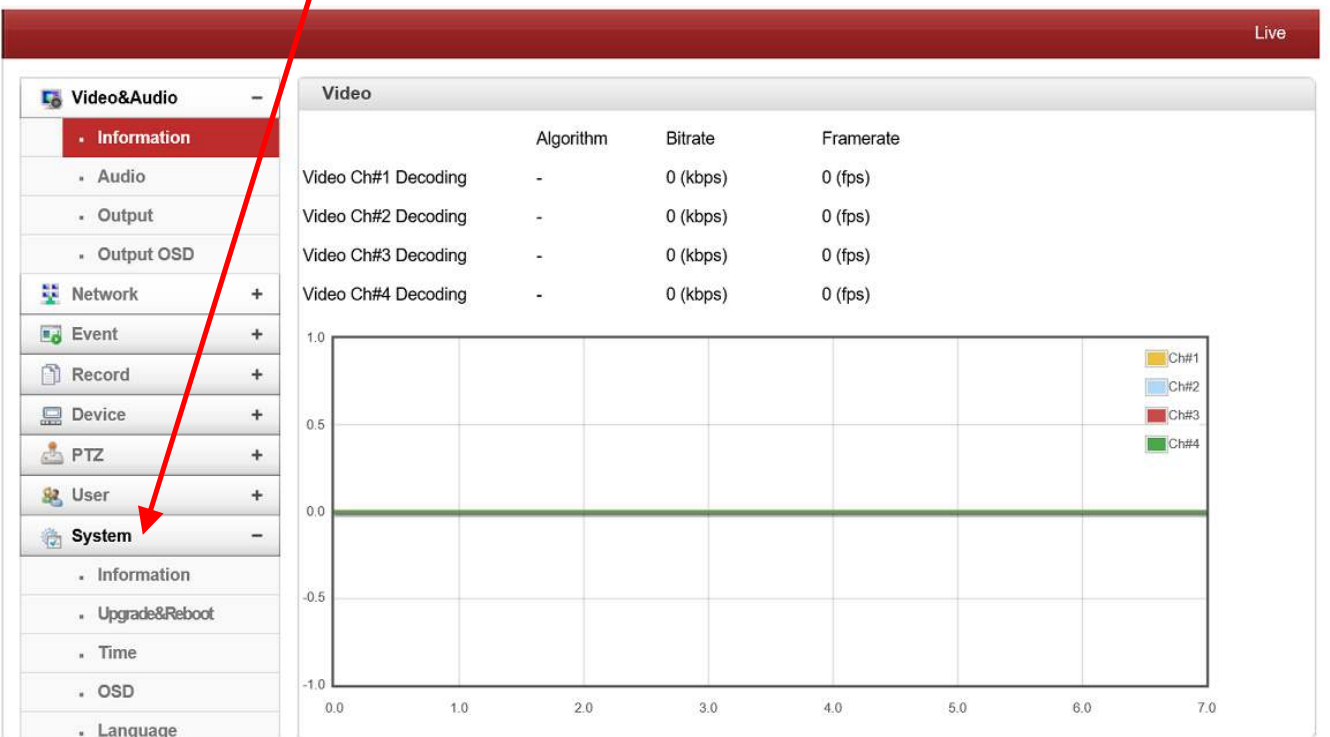 Live
Video&Audio −
Information
Audio
Output
Output OSD
Network +
Event +
Record +
Device +
PTZ +
User +
System −
Information
Upgrade&Reboot
Time
OSD
Language
Video
Algorithm Bitrate Framerate
Video Ch#1 Decoding - 0 (kbps) 0 (fps)
Video Ch#2 Decoding - 0 (kbps) 0 (fps)
Video Ch#3 Decoding - 0 (kbps) 0 (fps)
Video Ch#4 Decoding - 0 (kbps) 0 (fps)
1.0
0.5
0.0
-0.5
-1.0
0.0 1.0 2.0 3.0 4.0 5.0 6.0 7.0
Ch#1
Ch#2
Ch#3
Ch#4